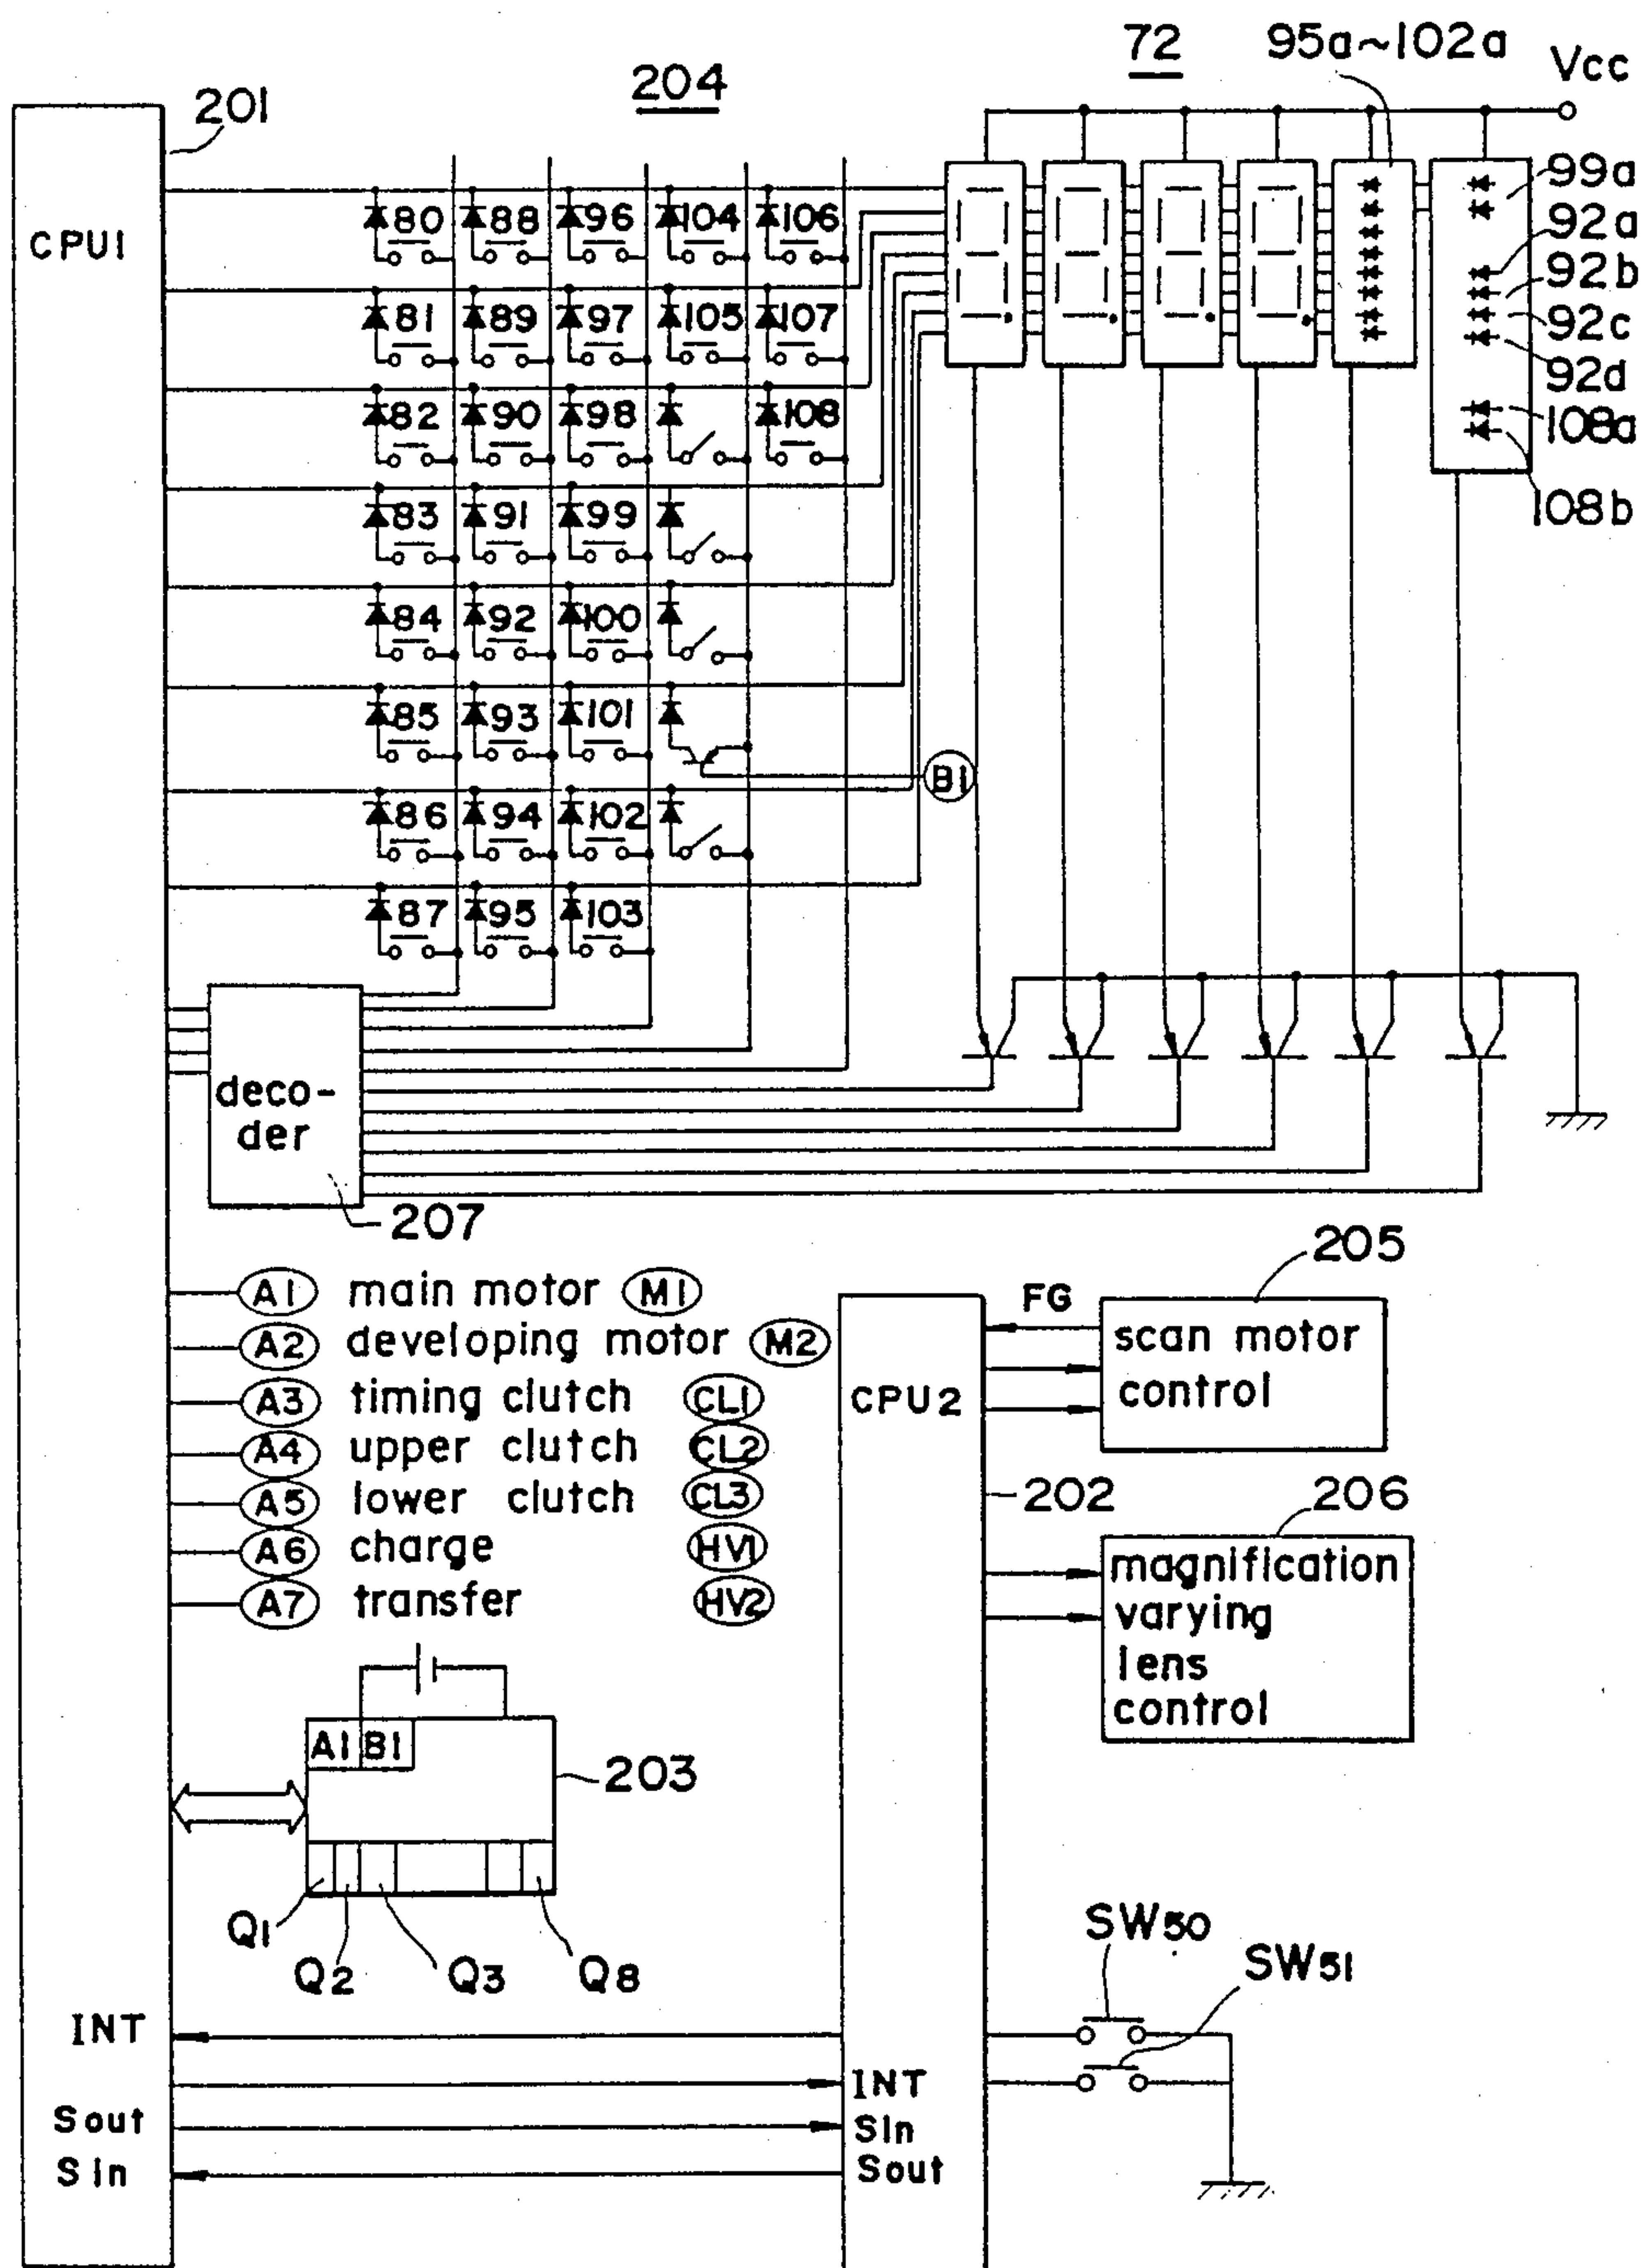 72
95a~102a
Vcc
201
204
CPU1
80 88 96 104 106
81 89 97 105 107
82 90 98 108
83 91 99
84 92 100
85 93 101
86 94 102
87 95 103
99a
92a
92b
92c
92d
108a
108b
B1
deco-
der
207
A1 main motor M1
A2 developing motor M2
A3 timing clutch CL1
A4 upper clutch CL2
A5 lower clutch CL3
A6 charge HV1
A7 transfer HV2
205
FG
scan motor
control
CPU2
202
206
magnification
varying
lens
control
A1 B1
203
Q1
Q2
Q3
Q8
SW50
SW51
INT
INT
Sout
SIn
SIn
Sout